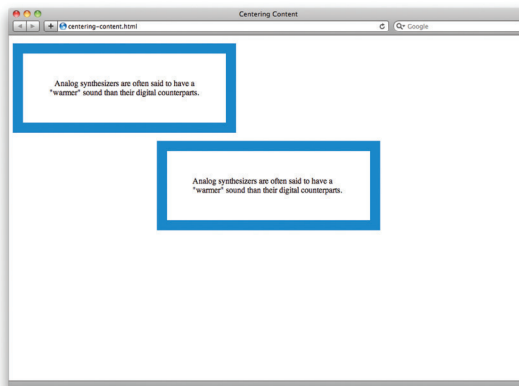 Centering Content
centering-content.html
Google
Analog synthesizers are often said to have a
"warmer" sound than their digital counterparts.
Analog synthesizers are often said to have a
"warmer" sound than their digital counterparts.